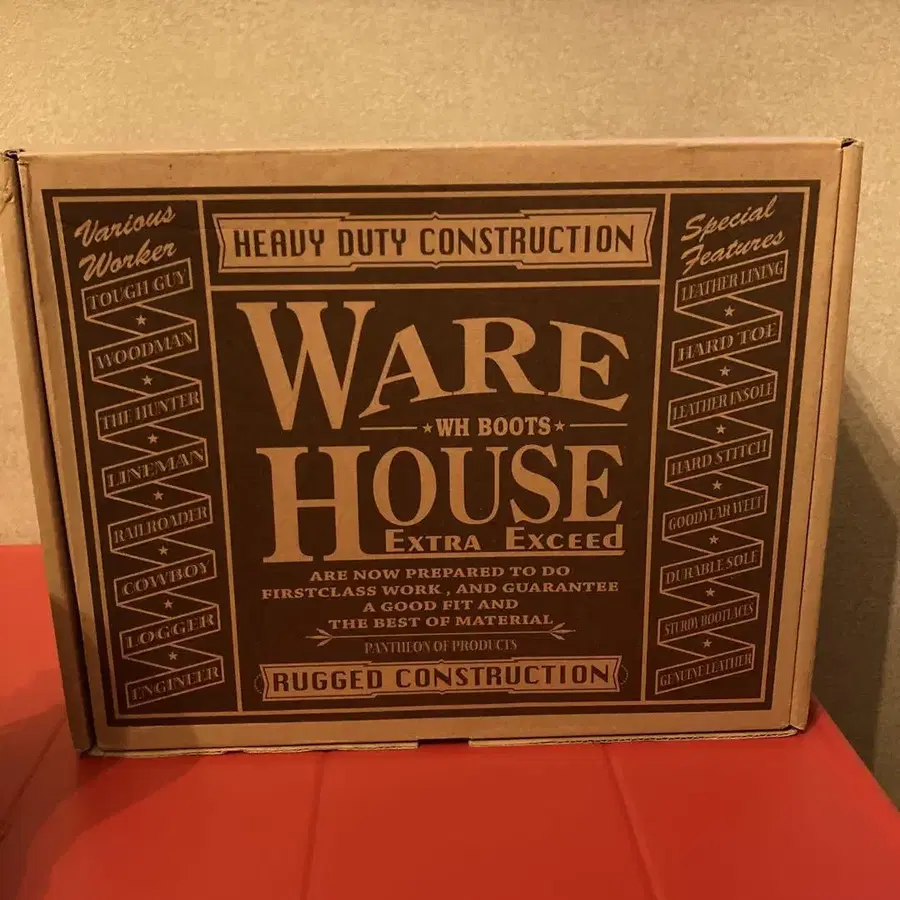 Various
Worker
TOUGH GUY
WOODMAN
THE HUNTER
LINEMAN
RAILROADER
COWBOY
LOGGER
ENGINEER
HEAVY DUTY CONSTRUCTION
WARE
WH BOOTS
HOUSE
EXTRA EXCEED
ARE NOW PREPARED TO DO
FIRSTCLASS WORK, AND GUARANTEE
A GOOD FIT AND
THE BEST OF MATERIAL
PANTHEON OF PRODUCTS
RUGGED CONSTRUCTION
Special
Features
LEATHER LINING
HARD TOE
LEATHER INSOLE
HARD STITCH
GOODYEAR WELT
DURABLE SOLE
STURDY BOOTLACES
GENUINE LEATHER